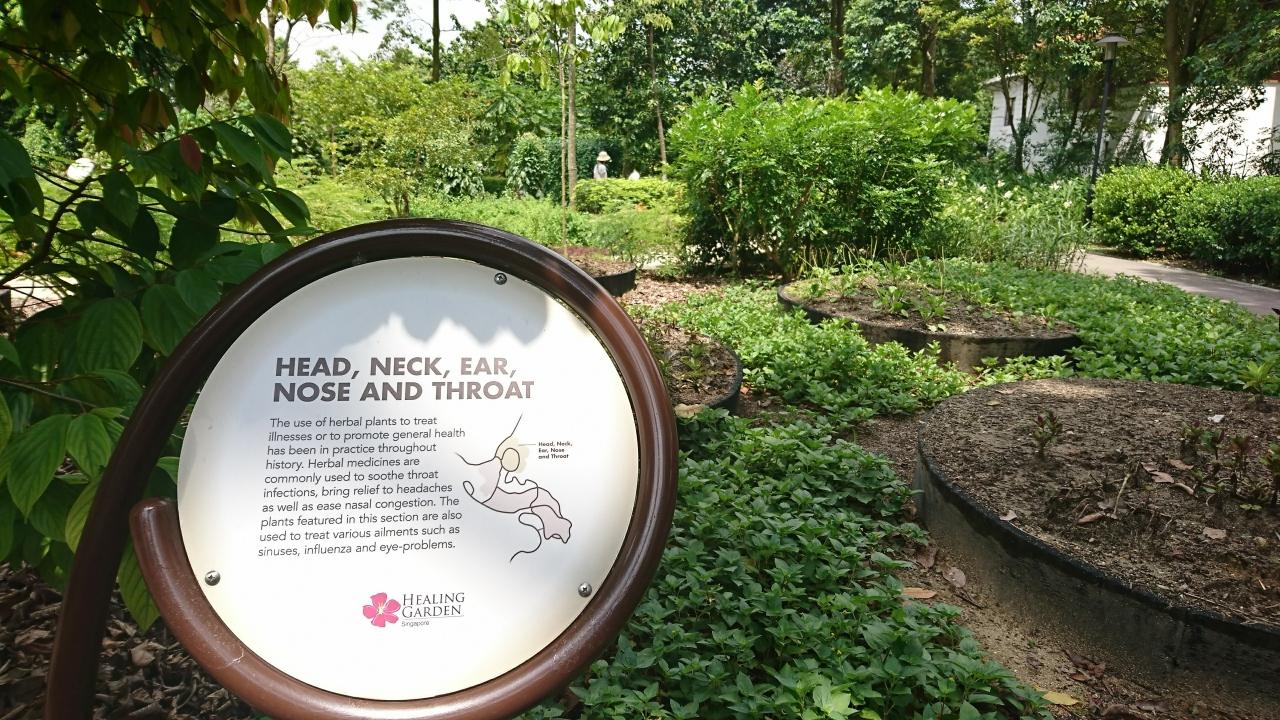 HEAD, NECK, EAR,
NOSE AND THROAT
The use of herbal plants to treat
illnesses or to promote general health
has been in practice throughout
history. Herbal medicines are
commonly used to soothe throat
infections, bring relief to headaches
as well as ease nasal congestion. The
plants featured in this section are also
used to treat various ailments such as
sinuses, influenza and eye-problems.
Head, Neck,
Ear, Nose
and Throat
HEALING
GARDEN
Singapore